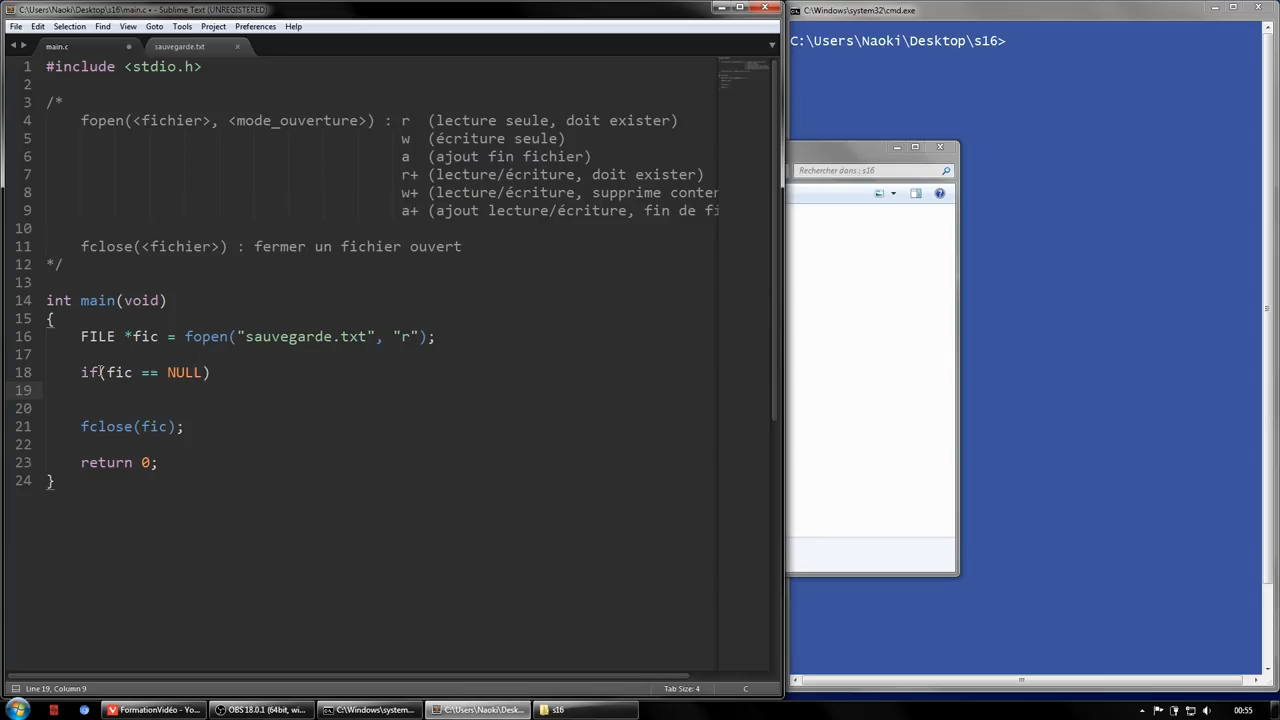 C:\Users\Naoki\Desktop\s16\main.c • - Sublime Text (UNREGISTERED)
File Edit Selection Find View Goto Tools Project Preferences Help
main.c
sauvegarde.txt
1 #include <stdio.h>
2
3 /*
4 fopen(<fichier>, <mode_ouverture>) : r (lecture seule, doit exister)
5 w (écriture seule)
6 a (ajout fin fichier)
7 r+ (lecture/écriture, doit exister)
8 w+ (lecture/écriture, supprime conten
9 a+ (ajout lecture/écriture, fin de fi
10
11 fclose(<fichier>) : fermer un fichier ouvert
12 */
13
14 int main(void)
15 {
16 FILE *fic = fopen("sauvegarde.txt", "r");
17
18 if(fic == NULL)
19
20
21 fclose(fic);
22
23 return 0;
24 }
Line 19, Column 9
Tab Size: 4
C
C:\Windows\system32\cmd.exe
C:\Users\Naoki\Desktop\s16>
Rechercher dans : s16
FormationVidéo - Yo...
OBS 18.0.1 (64bit, w...
C:\Windows\system...
C:\Users\Naoki\Desk...
s16
00:55